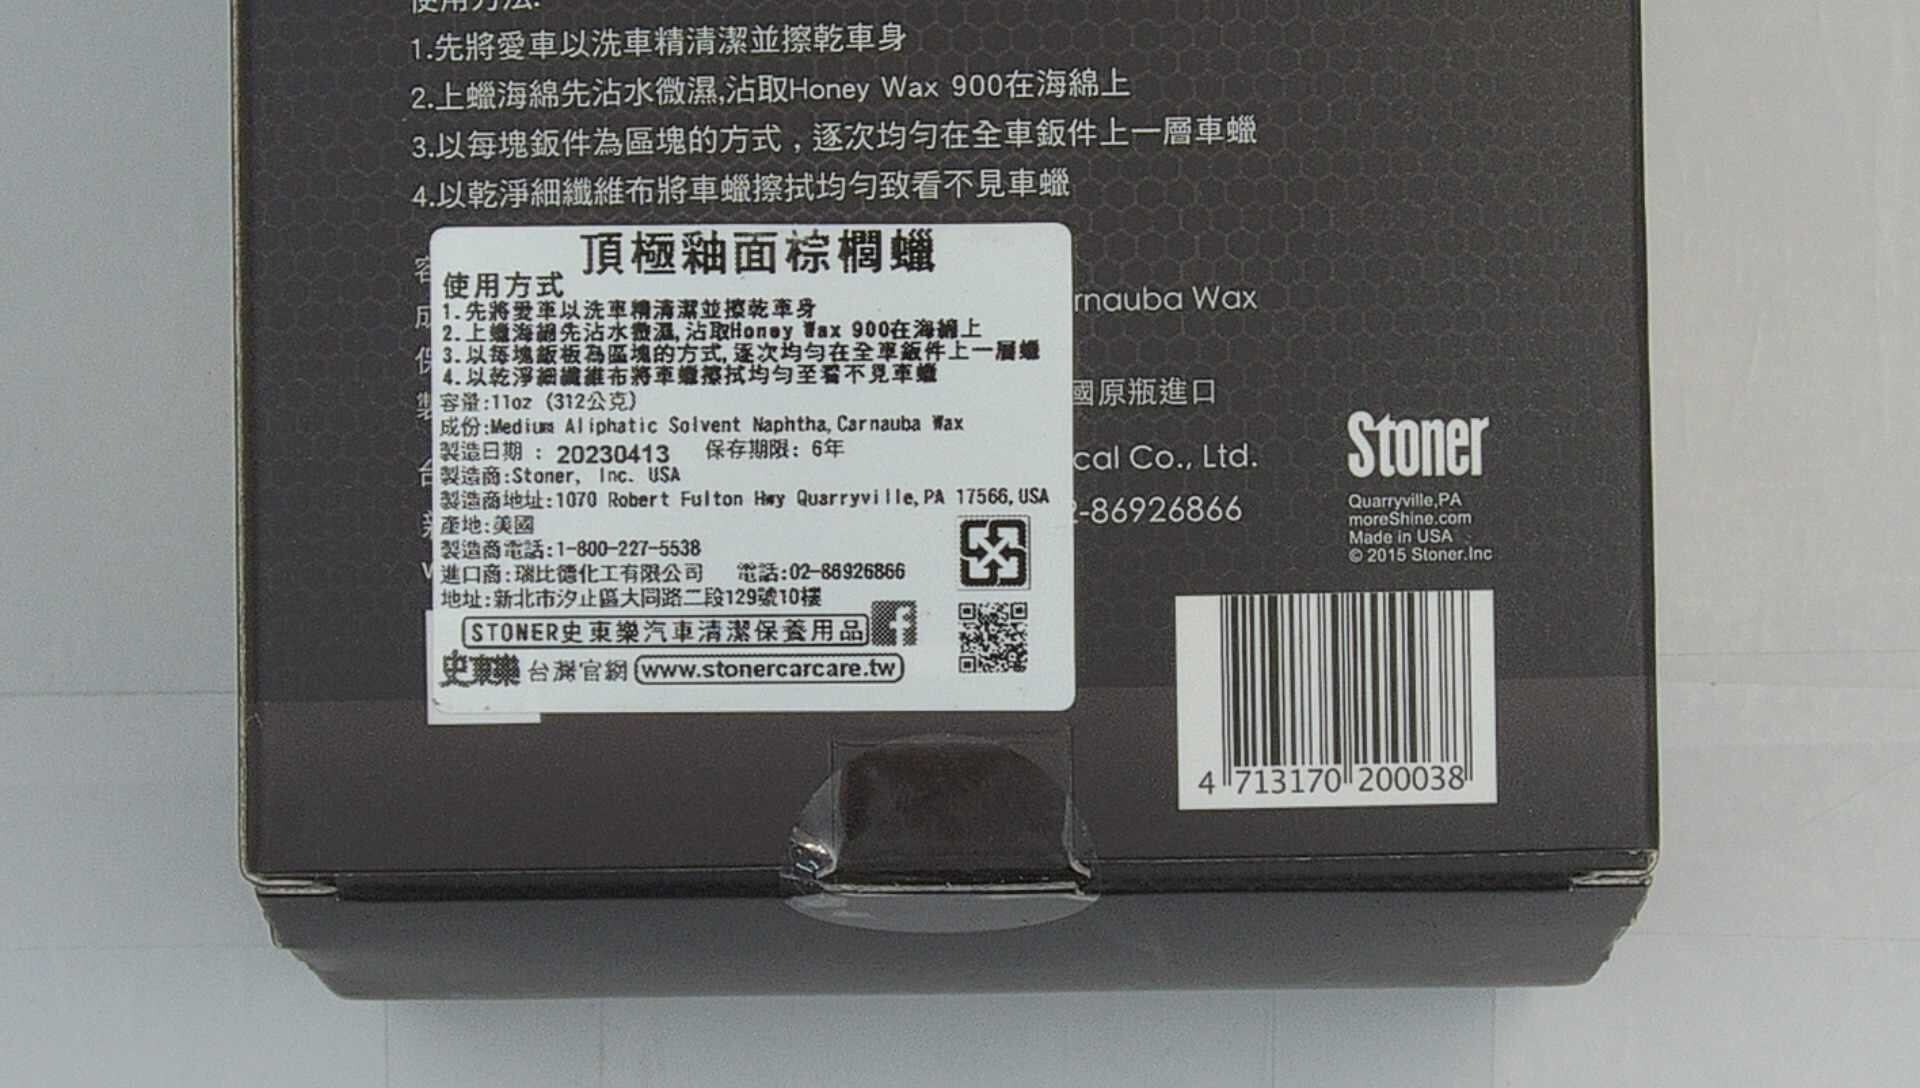 使用方法:
1.先將愛車以洗車精清潔並擦乾車身
2.上蠟海綿先沾水微濕,沾取Honey Wax 900在海綿上
3.以每塊鈑件為區塊的方式，逐次均勻在全車鈑件上一層車蠟
4.以乾淨細纖維布將車蠟擦拭均勻致看不見車蠟
頂極釉面棕櫚蠟
使用方式
1.先將愛車以洗車精清潔並擦乾車身
2.上蠟海綿先沾水微濕,沾取Honey Wax 900在海綿上
3.以每塊鈑板為區塊的方式,逐次均勻在全車鈑件上一層蠟
4.以乾淨細纖維布將車蠟擦拭均勻至看不見車蠟
容量:11oz (312公克)
成份:Medium Aliphatic Solvent Naphtha,Carnauba Wax
製造日期 : 20230413 保存期限: 6年
製造商:Stoner, Inc. USA
製造商地址:1070 Robert Fulton Hwy Quarryville,PA 17566,USA
產地:美國
製造商電話:1-800-227-5538
進口商:瑞比德化工有限公司 電話:02-86926866
地址:新北市汐止區大同路二段129號10樓
STONER史東樂汽車清潔保養用品 f
史東樂 台灣官網 www.stonercarcare.tw
rnauba Wax
國原瓶進口
cal Co., Ltd.
2-86926866
Stoner
Quarryville,PA
moreShine.com
Made in USA
© 2015 Stoner.Inc
4 713170 200038